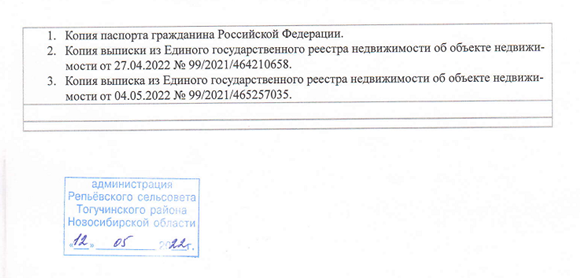 1. Копия паспорта гражданина Российской Федерации.
2. Копия выписки из Единого государственного реестра недвижимости об объекте недвижи-
мости от 27.04.2022 № 99/2021/464210658.
3. Копия выписка из Единого государственного реестра недвижимости об объекте недвижи-
мости от 04.05.2022 № 99/2021/465257035.
администрация
Репьёвского сельсовета
Тогучинского района
Новосибирской области
«12» 05 2022г.